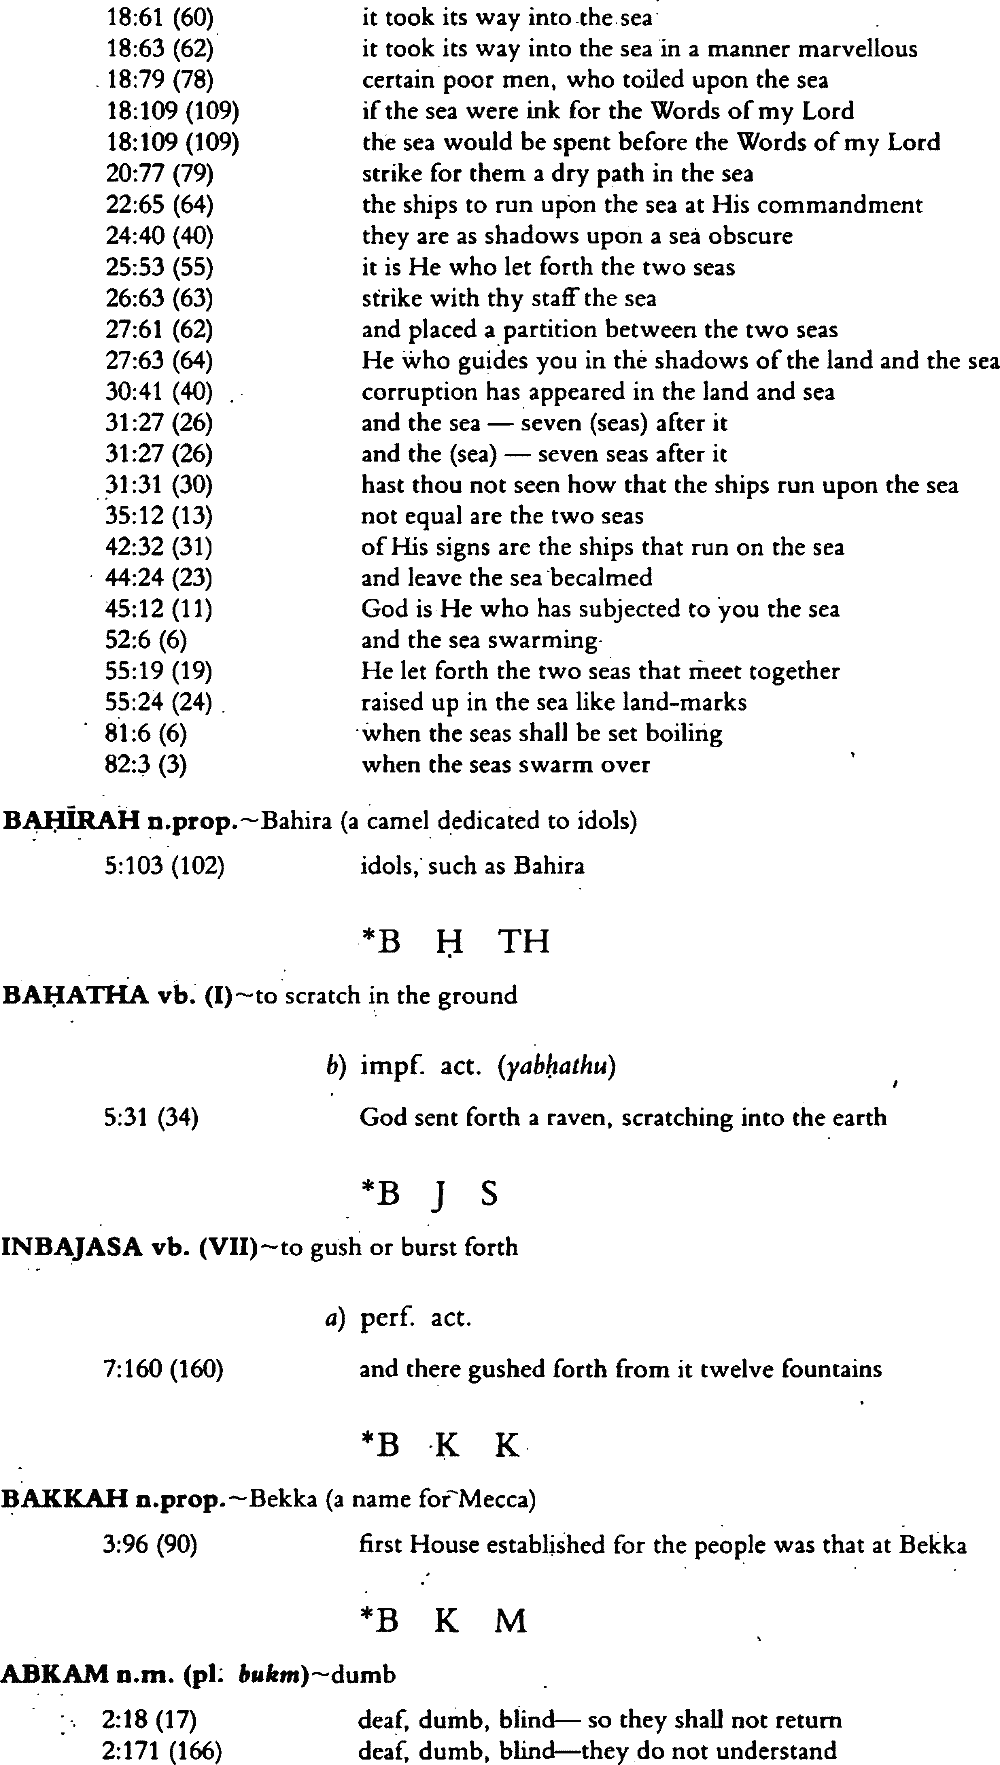 18:61 (60) it took its way into the sea
18:63 (62) it took its way into the sea in a manner marvellous
18:79 (78) certain poor men, who toiled upon the sea
18:109 (109) if the sea were ink for the Words of my Lord
18:109 (109) the sea would be spent before the Words of my Lord
20:77 (79) strike for them a dry path in the sea
22:65 (64) the ships to run upon the sea at His commandment
24:40 (40) they are as shadows upon a sea obscure
25:53 (55) it is He who let forth the two seas
26:63 (63) strike with thy staff the sea
27:61 (62) and placed a partition between the two seas
27:63 (64) He who guides you in the shadows of the land and the sea
30:41 (40) corruption has appeared in the land and sea
31:27 (26) and the sea — seven (seas) after it
31:27 (26) and the (sea) — seven seas after it
31:31 (30) hast thou not seen how that the ships run upon the sea
35:12 (13) not equal are the two seas
42:32 (31) of His signs are the ships that run on the sea
44:24 (23) and leave the sea becalmed
45:12 (11) God is He who has subjected to you the sea
52:6 (6) and the sea swarming
55:19 (19) He let forth the two seas that meet together
55:24 (24) raised up in the sea like land-marks
81:6 (6) when the seas shall be set boiling
82:3 (3) when the seas swarm over
BAḤĪRAH n.prop.~Bahira (a camel dedicated to idols)
5:103 (102) idols, such as Bahira
*B Ḥ TH
BAḤATHA vb. (I)~to scratch in the ground
b) impf. act. (yabḥathu)
5:31 (34) God sent forth a raven, scratching into the earth
*B J S
INBAJASA vb. (VII)~to gush or burst forth
a) perf. act.
7:160 (160) and there gushed forth from it twelve fountains
*B K K
BAKKAH n.prop.~Bekka (a name for Mecca)
3:96 (90) first House established for the people was that at Bekka
*B K M
ABKAM n.m. (pl. bukm)~dumb
2:18 (17) deaf, dumb, blind— so they shall not return
2:171 (166) deaf, dumb, blind—they do not understand